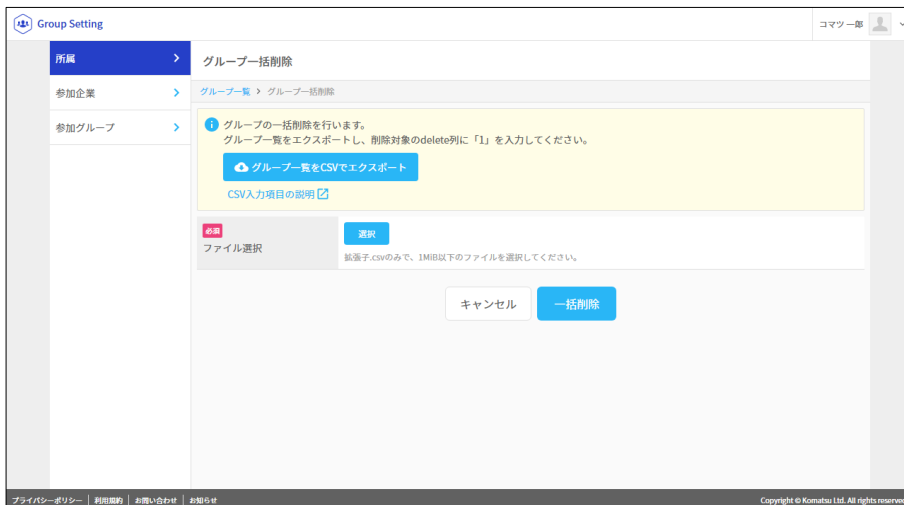 Group Setting
コマツ 一郎
所属
参加企業
参加グループ
グループ一括削除
グループ一覧 > グループ一括削除
グループの一括削除を行います。
グループ一覧をエクスポートし、削除対象のdelete列に「1」を入力してください。
グループ一覧をCSVでエクスポート
CSV入力項目の説明
必須
ファイル選択
選択
拡張子.csvのみで、1MiB以下のファイルを選択してください。
キャンセル
一括削除
プライバシーポリシー | 利用規約 | お問い合わせ | お知らせ
Copyright © Komatsu Ltd. All rights reserved